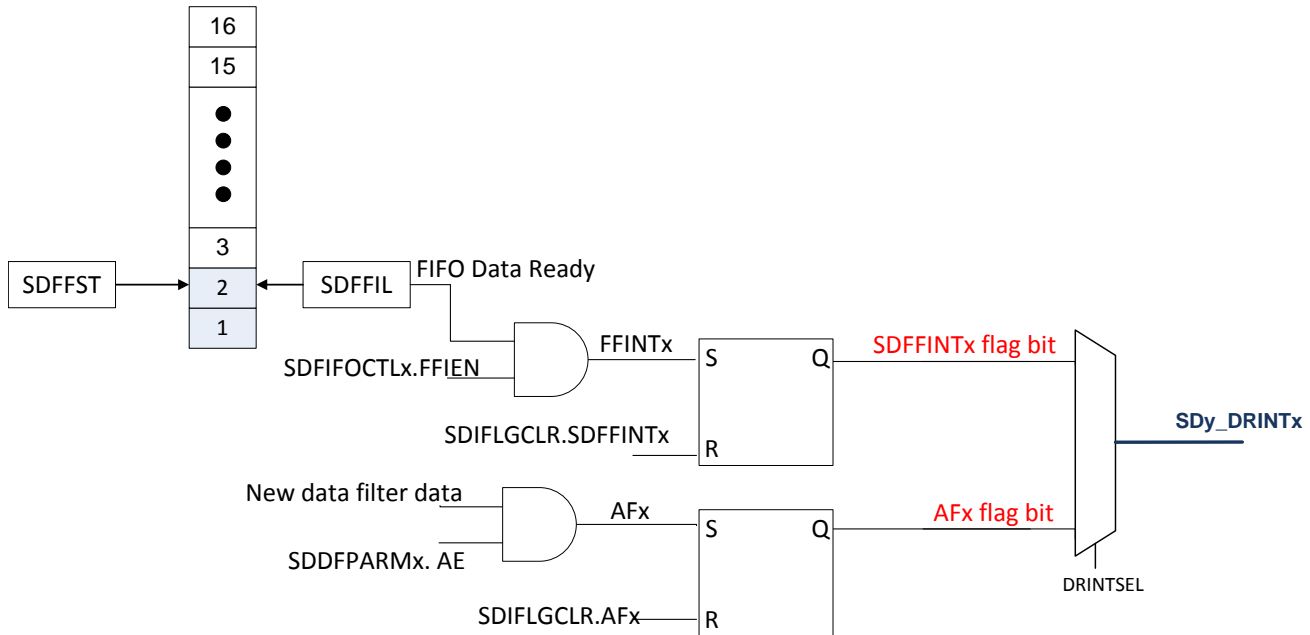 16
15
3
SDFFST
2
SDFFIL
FIFO Data Ready
1
SDFIFOCTLx.FFIEN
FFINTx
S
Q
SDFFINTx flag bit
SDIFLGCLR.SDFFINTx
R
SDy_DRINTx
New data filter data
SDDFPARMx. AE
AFx
S
Q
AFx flag bit
DRINTSEL
SDIFLGCLR.AFx
R